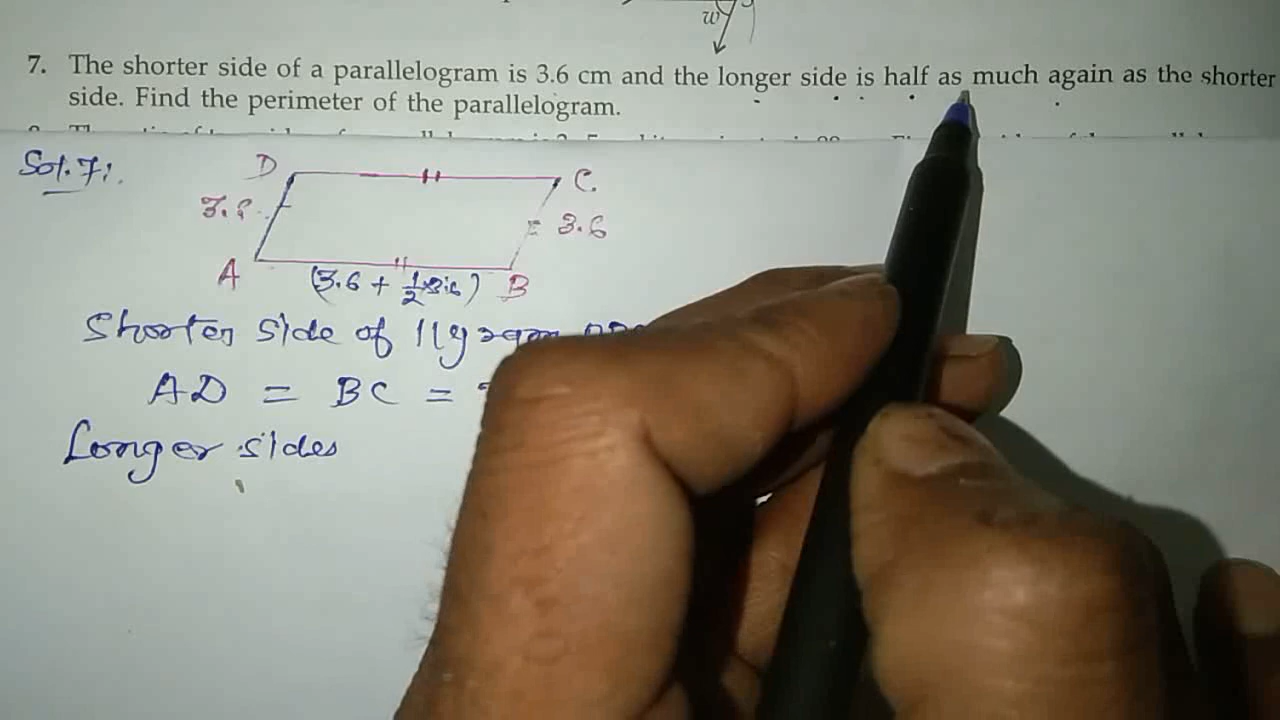 w
7. The shorter side of a parallelogram is 3.6 cm and the longer side is half as much again as the shorter
side. Find the perimeter of the parallelogram.
Sol. 7:.
D
C.
3.6
A
(3.6 + 1/2 × 3.6)
B
Shorter side of ||gram
AD = BC =
Longer sides